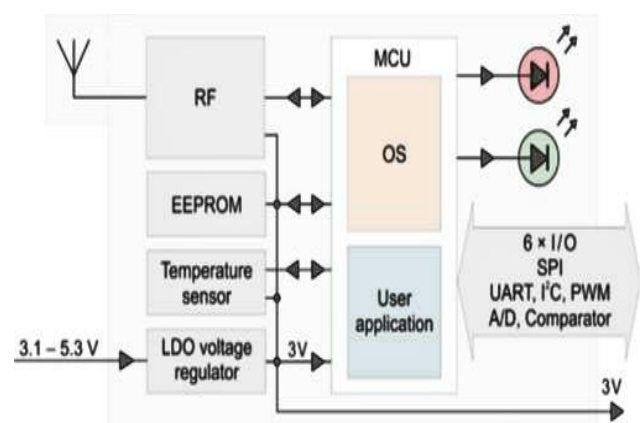 RF
MCU
OS
EEPROM
Temperature
sensor
User
application
6 × I/O
SPI
UART, I²C, PWM
A/D, Comparator
3.1 – 5.3 V
LDO voltage
regulator
3V
3V